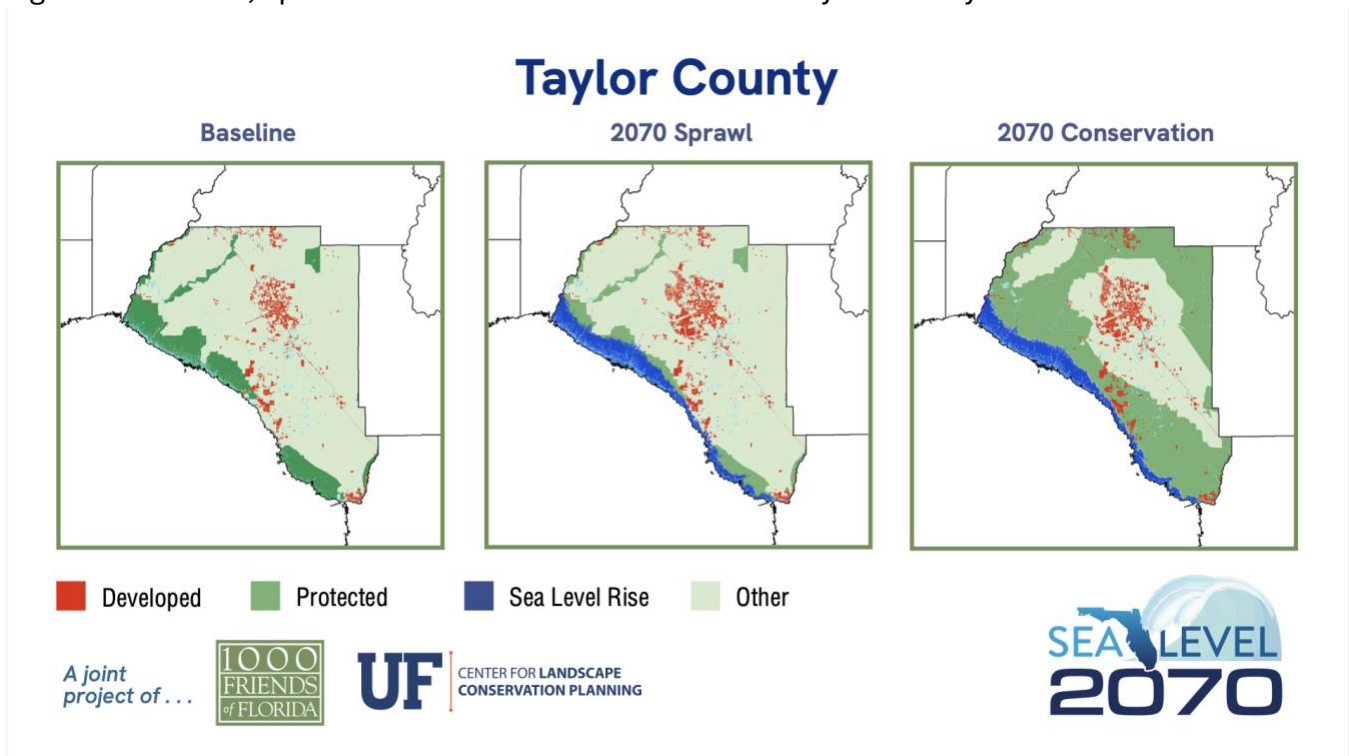 Taylor County
Baseline
2070 Sprawl
2070 Conservation
Developed
Protected
Sea Level Rise
Other
A joint
project of . . .
1000
FRIENDS
of FLORIDA
UF
CENTER FOR LANDSCAPE
CONSERVATION PLANNING
SEA LEVEL
2070